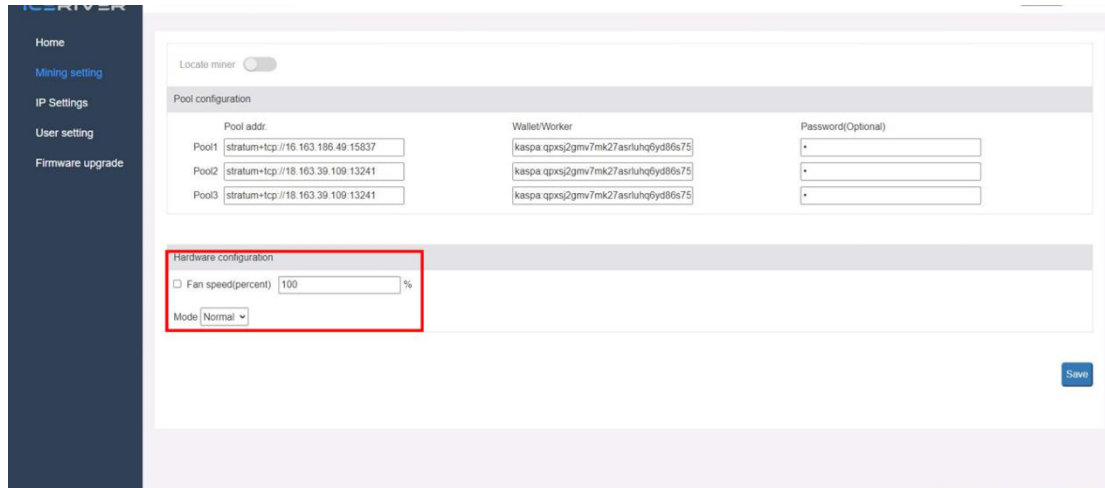 ICERIVER
Home
Mining setting
IP Settings
User setting
Firmware upgrade
Locate miner
Pool configuration
Pool addr. Wallet/Worker Password(Optional)
Pool1 stratum+tcp://16.163.186.49:15837 kaspa:qpxsj2gmv7mk27asrluhq6yd86s75 •
Pool2 stratum+tcp://18.163.39.109:13241 kaspa:qpxsj2gmv7mk27asrluhq6yd86s75 •
Pool3 stratum+tcp://18.163.39.109:13241 kaspa:qpxsj2gmv7mk27asrluhq6yd86s75 •
Hardware configuration
Fan speed(percent) 100 %
Mode Normal
Save